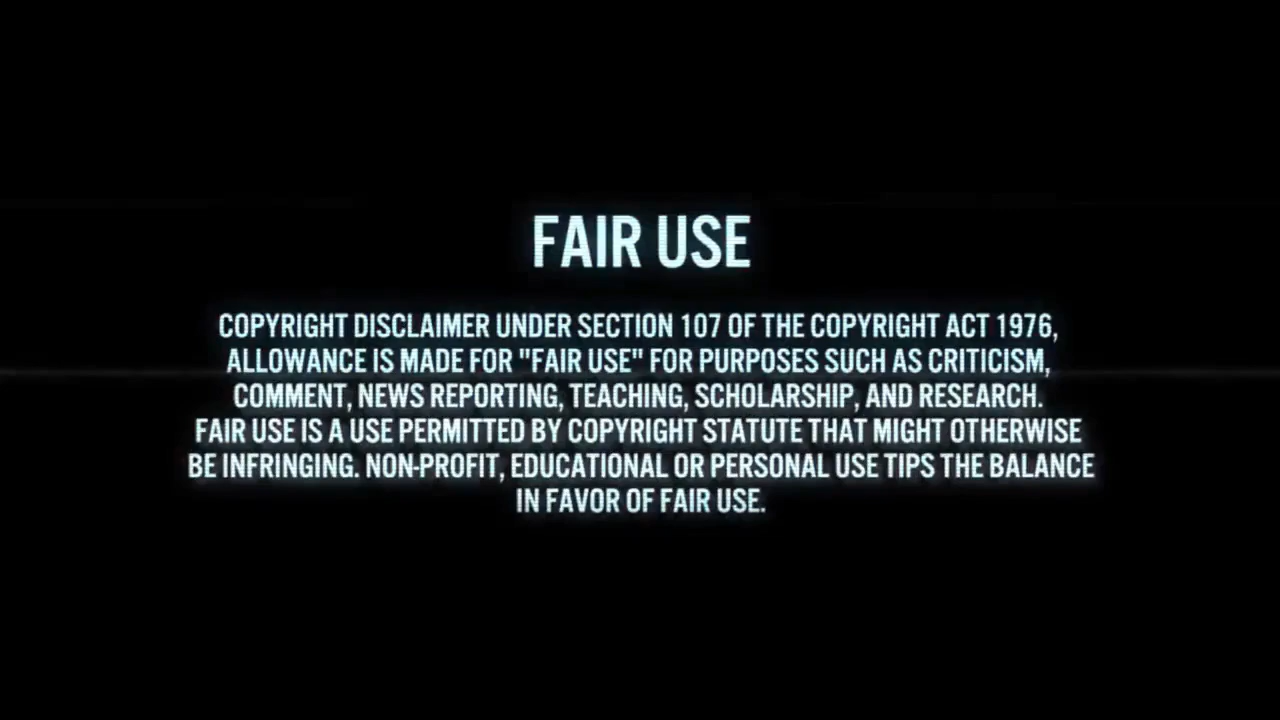 FAIR USE
COPYRIGHT DISCLAIMER UNDER SECTION 107 OF THE COPYRIGHT ACT 1976,
ALLOWANCE IS MADE FOR "FAIR USE" FOR PURPOSES SUCH AS CRITICISM,
COMMENT, NEWS REPORTING, TEACHING, SCHOLARSHIP, AND RESEARCH.
FAIR USE IS A USE PERMITTED BY COPYRIGHT STATUTE THAT MIGHT OTHERWISE
BE INFRINGING. NON-PROFIT, EDUCATIONAL OR PERSONAL USE TIPS THE BALANCE
IN FAVOR OF FAIR USE.